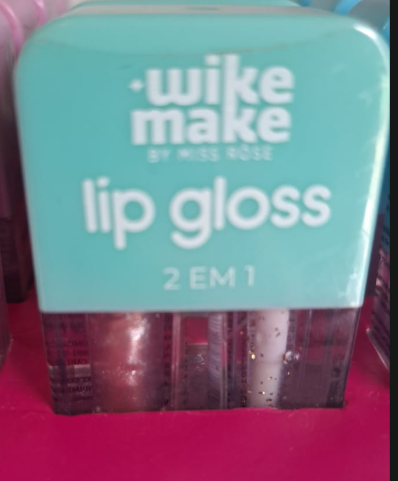 wike
make
BY MISS RÔSE
lip gloss
2 EM 1